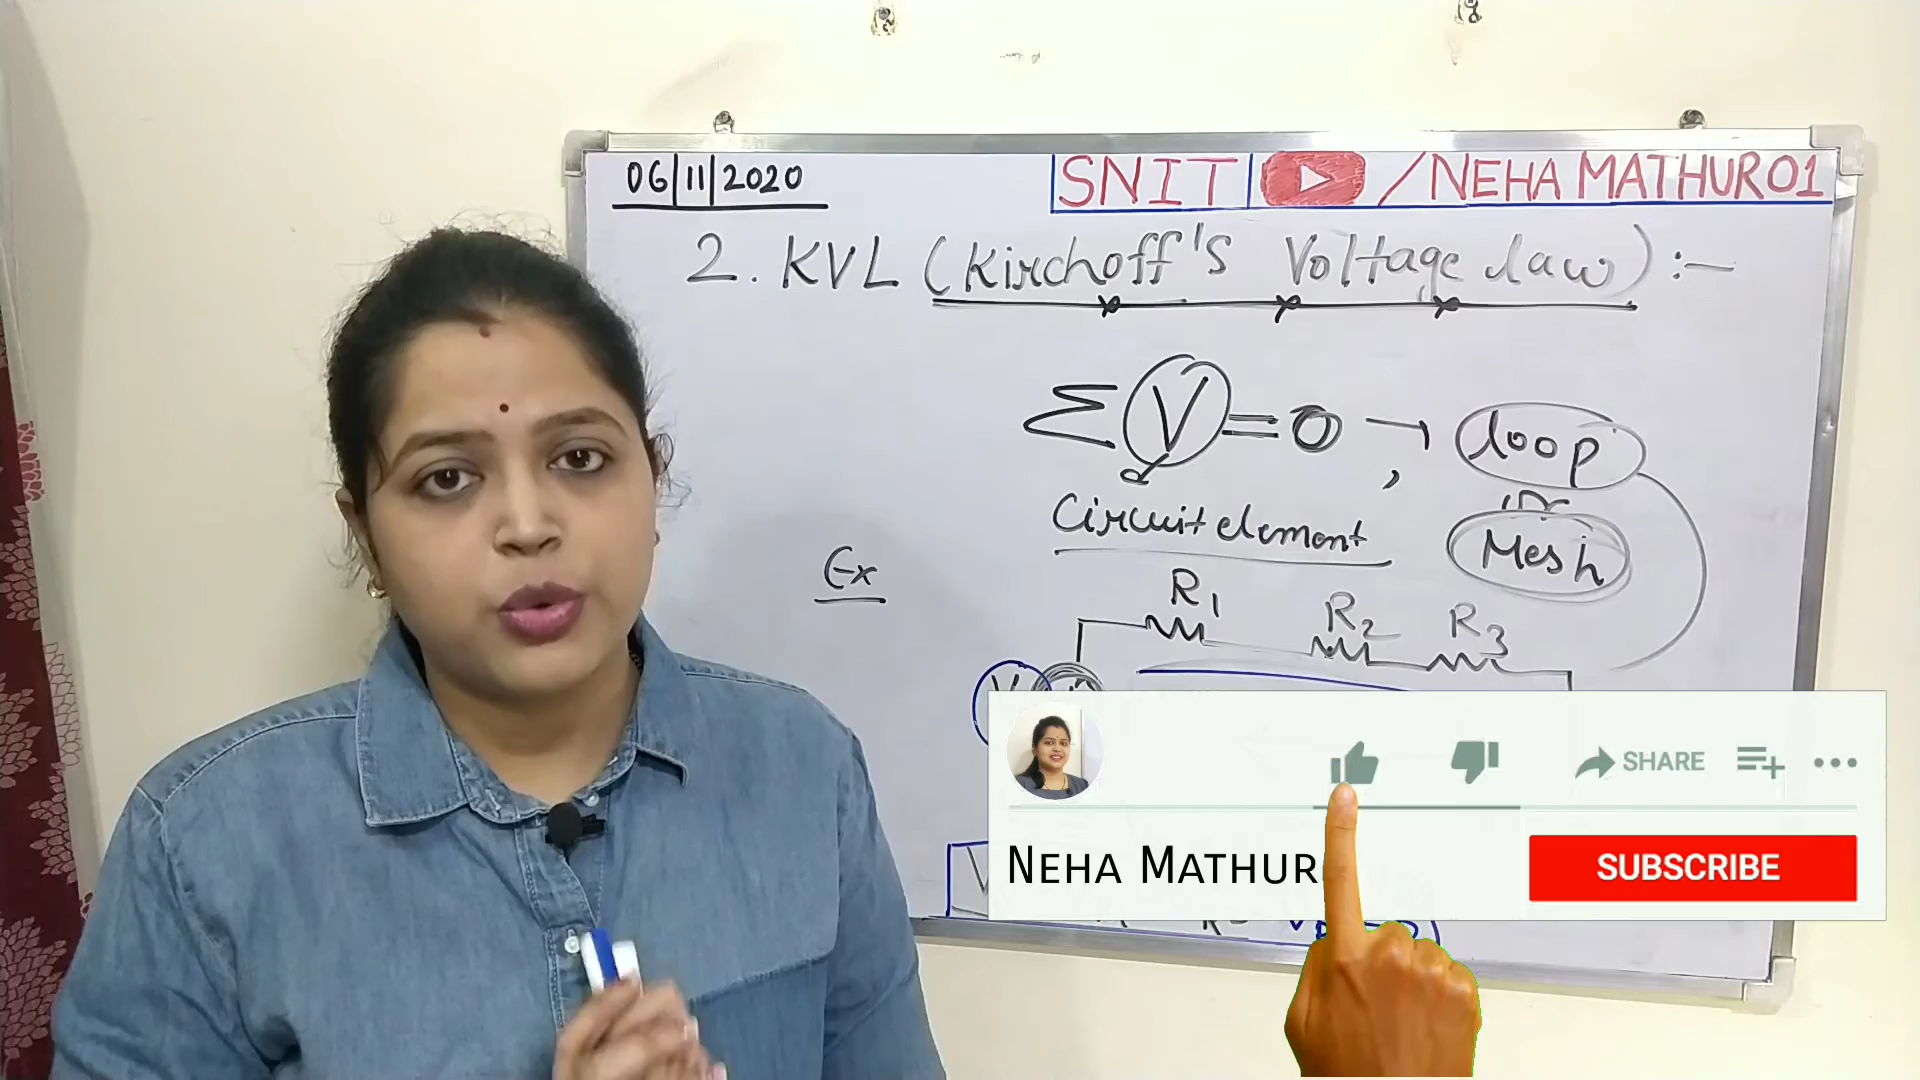 06/11/2020
SNIT /NEHA MATHUR01
2. KVL (Kirchoff's Voltage law) :-
ΣV = 0 → , loop
or
Circuit element Mesh
Ex
R1 R2 R3
V
SHARE
NEHA MATHUR
SUBSCRIBE
V